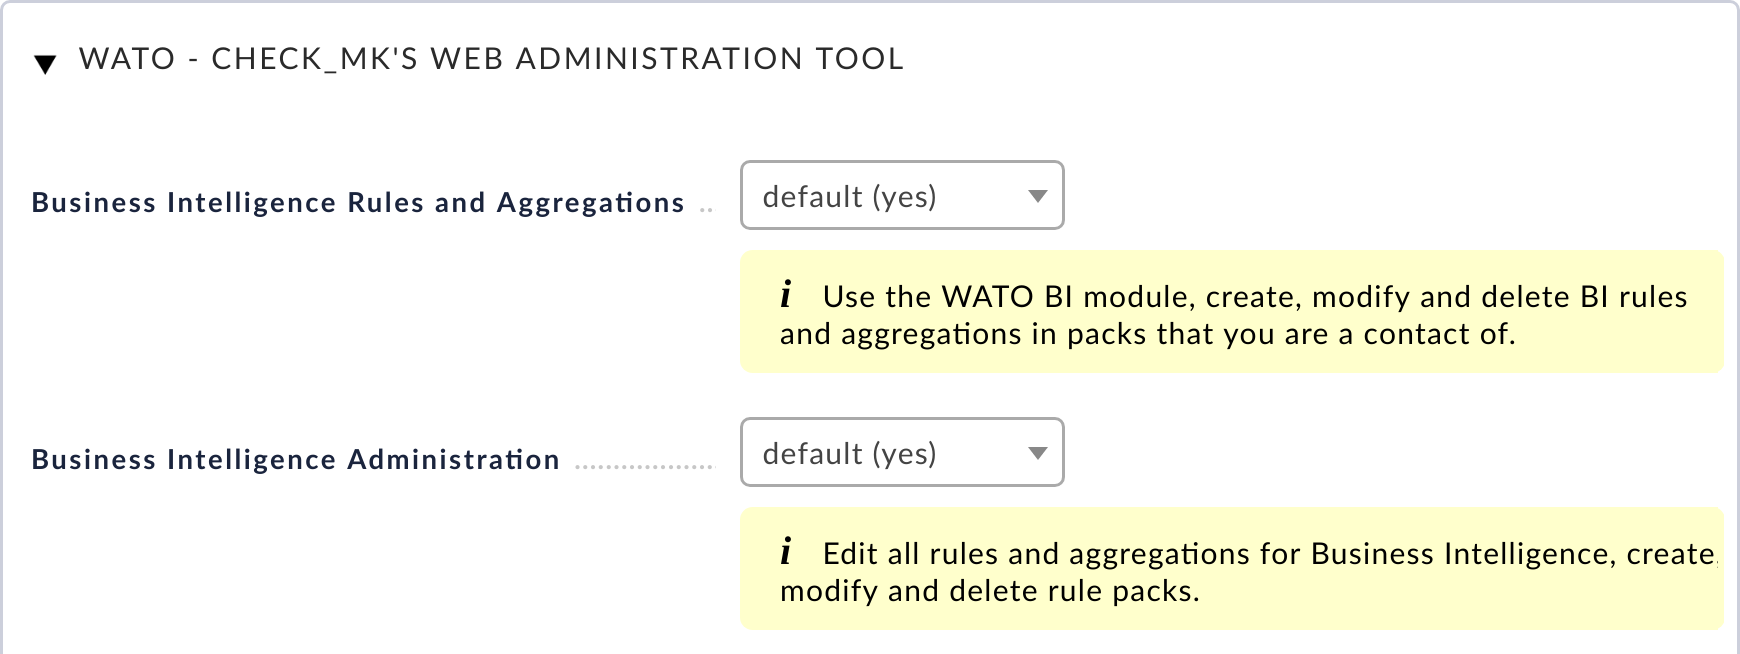 WATO - CHECK_MK'S WEB ADMINISTRATION TOOL
Business Intelligence Rules and Aggregations
default (yes)
i Use the WATO BI module, create, modify and delete BI rules
and aggregations in packs that you are a contact of.
Business Intelligence Administration
default (yes)
i Edit all rules and aggregations for Business Intelligence, create,
modify and delete rule packs.